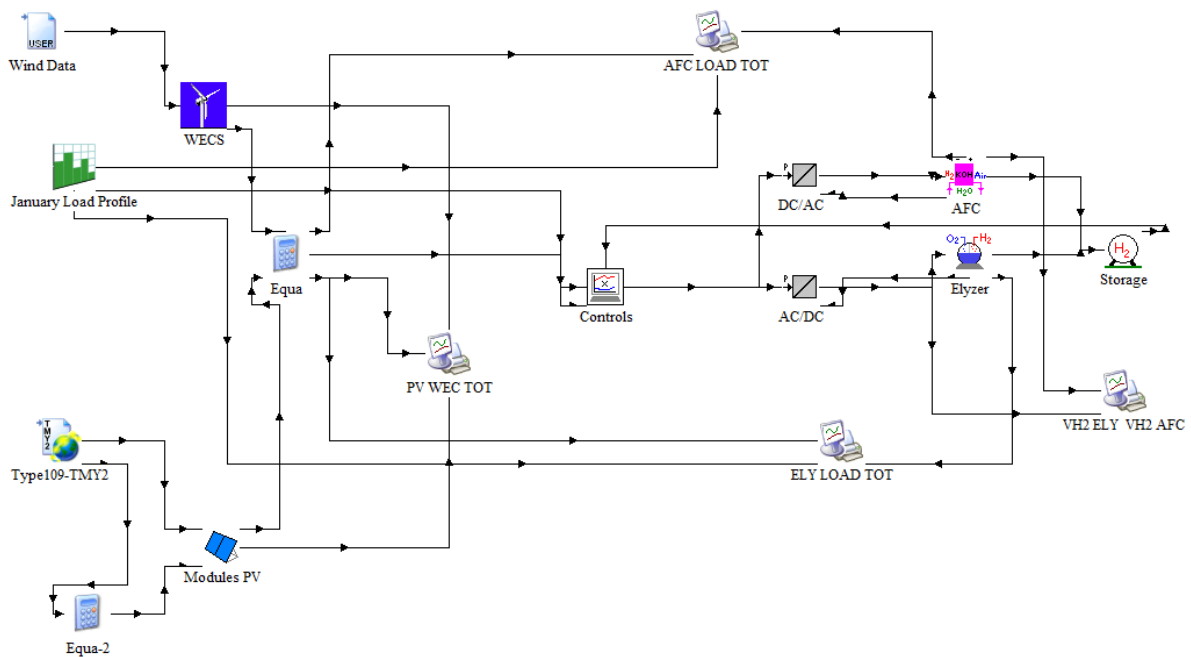 USER
Wind Data
WECS
January Load Profile
AFC LOAD TOT
P
DC/AC
- +
H2 KOH Air
H2O
AFC
Equa
x
Controls
P
AC/DC
O2 H2
Elyzer
H2
Storage
PV WEC TOT
VH2 ELY VH2 AFC
TMY2
Type109-TMY2
ELY LOAD TOT
Modules PV
Equa-2